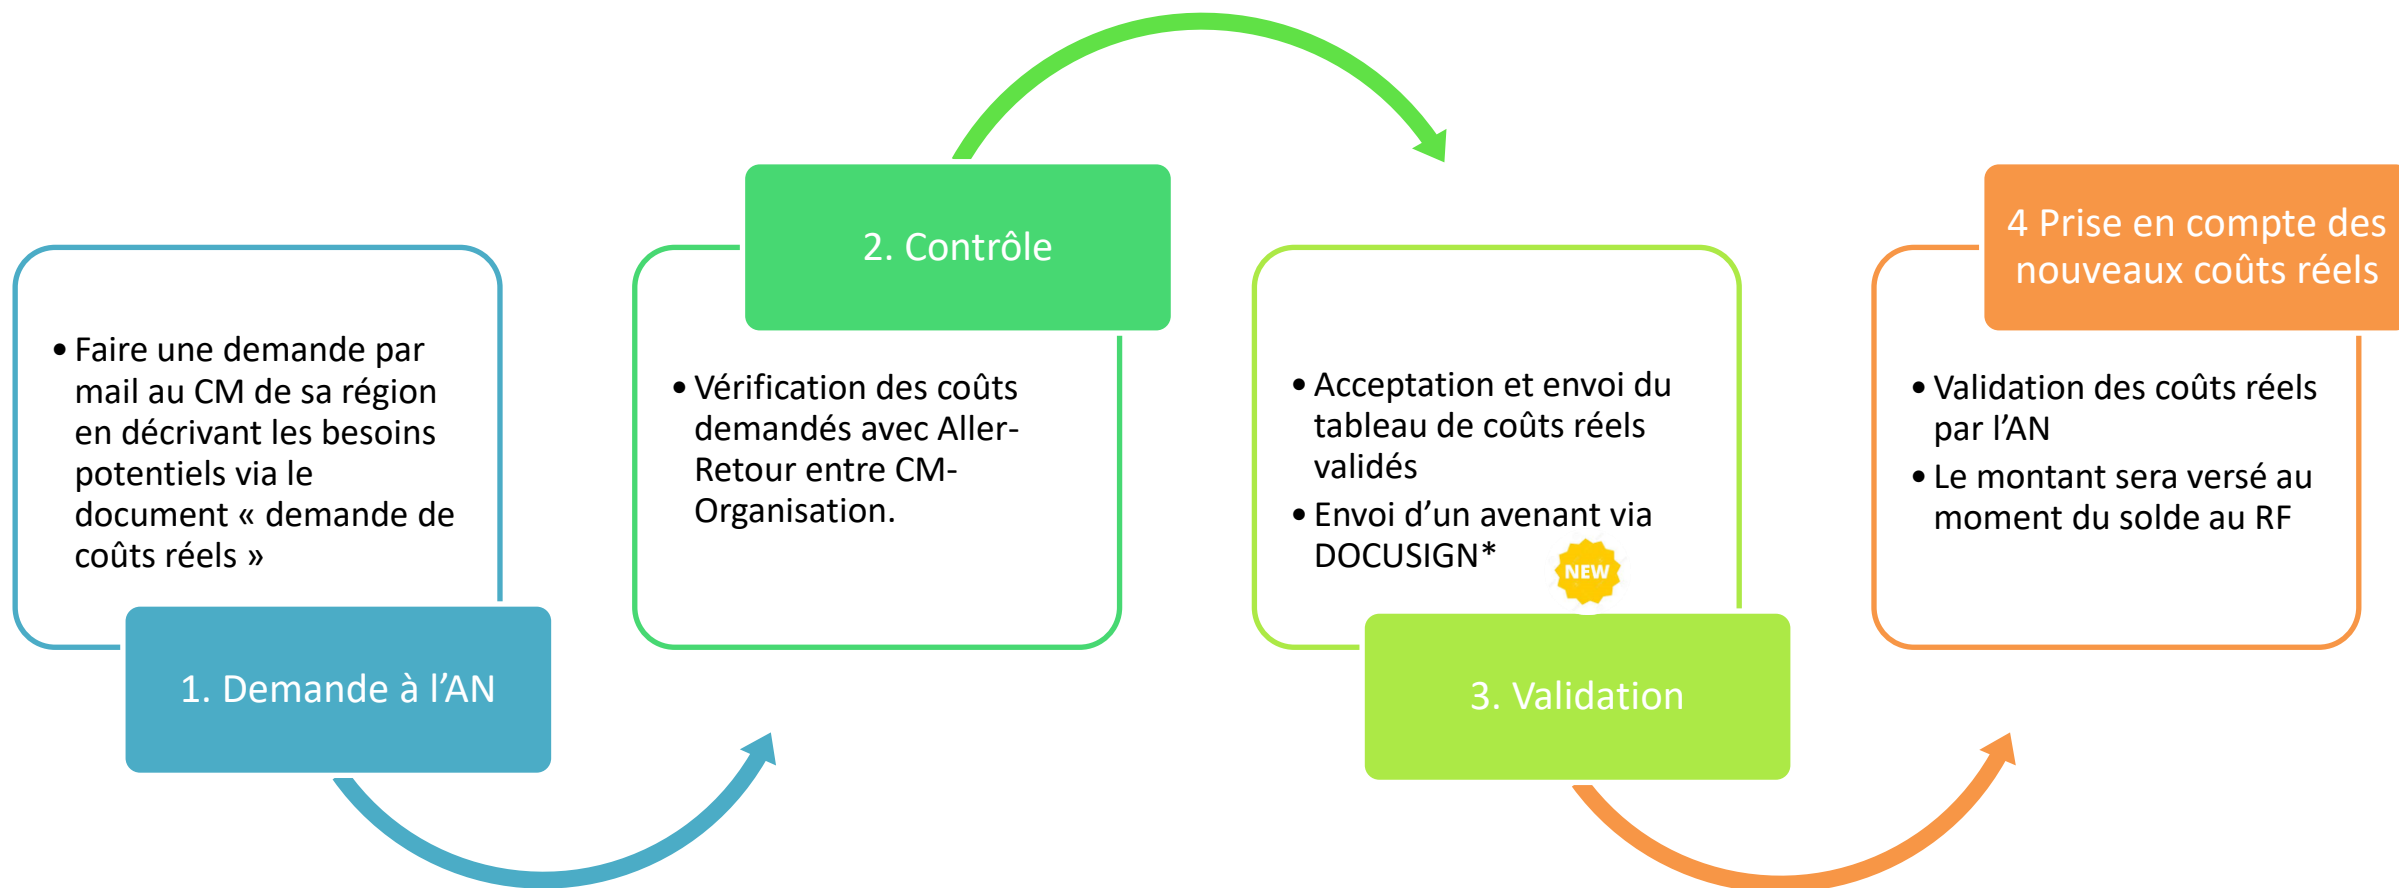 • Faire une demande par
mail au CM de sa région
en décrivant les besoins
potentiels via le
document « demande de
coûts réels »
1. Demande à l’AN
2. Contrôle
• Vérification des coûts
demandés avec Aller-
Retour entre CM-
Organisation.
• Acceptation et envoi du
tableau de coûts réels
validés
• Envoi d’un avenant via
DOCUSIGN*
NEW
3. Validation
4 Prise en compte des
nouveaux coûts réels
• Validation des coûts réels
par l’AN
• Le montant sera versé au
moment du solde au RF